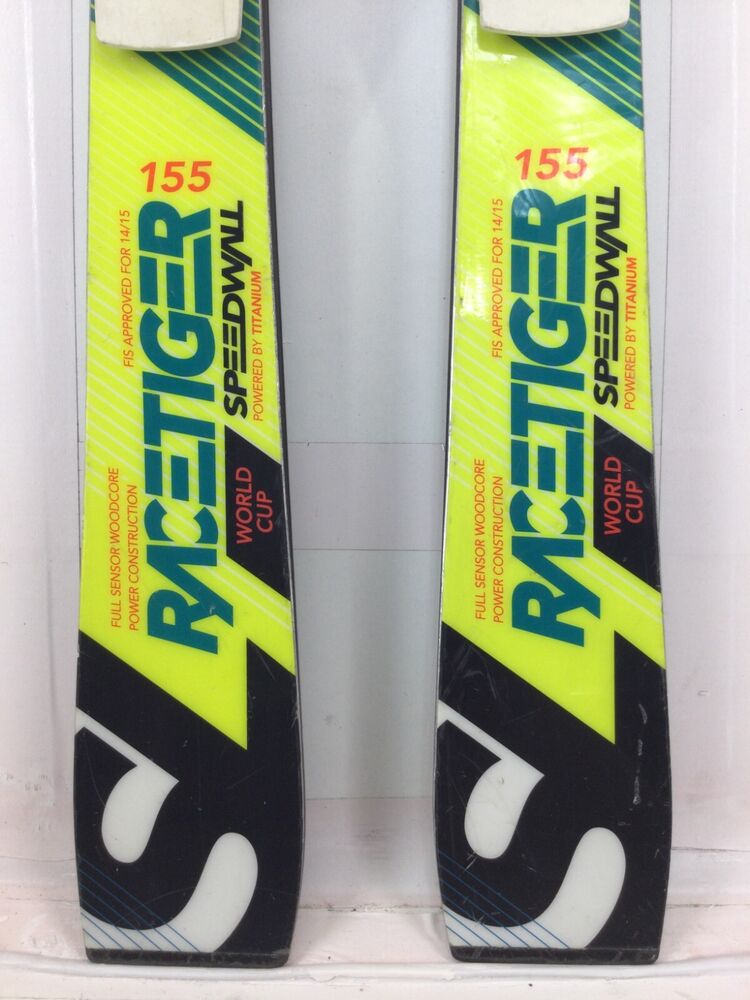 155
FIS APPROVED FOR 14/15
RACETIGER
SPEEDWALL
POWERED BY TITANIUM
FULL SENSOR WOODCORE
POWER CONSTRUCTION
WORLD
CUP
S
155
FIS APPROVED FOR 14/15
RACETIGER
SPEEDWALL
POWERED BY TITANIUM
FULL SENSOR WOODCORE
POWER CONSTRUCTION
WORLD
CUP
S